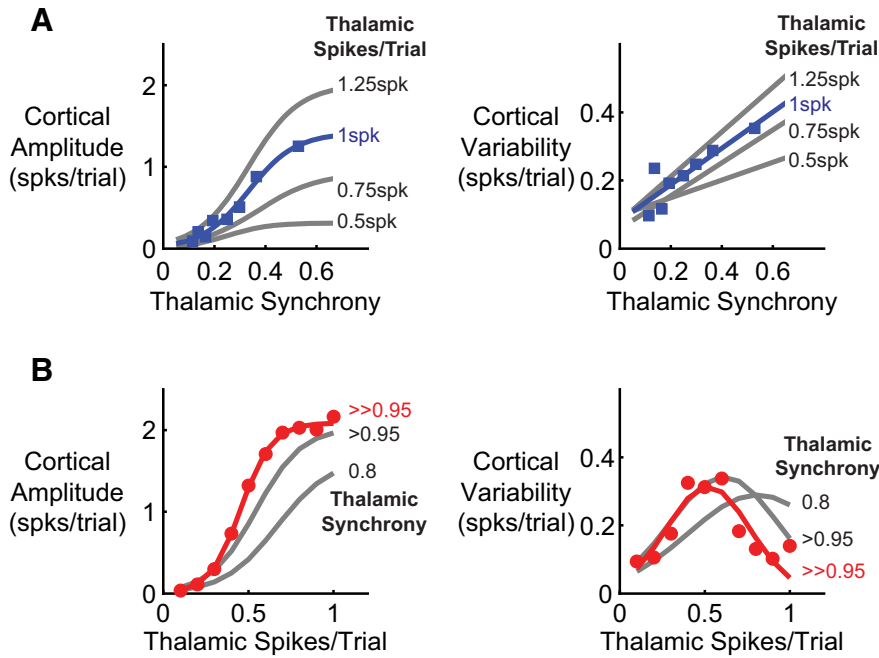 A
Thalamic
Spikes/Trial
2
1
0
Cortical
Amplitude
(spks/trial)
1.25spk
1spk
0.75spk
0.5spk
0 0.2 0.4 0.6
Thalamic Synchrony
Thalamic
Spikes/Trial
0.4
0.2
0
Cortical
Variability
(spks/trial)
1.25spk
1spk
0.75spk
0.5spk
0 0.2 0.4 0.6
Thalamic Synchrony
B
2
1
0
Cortical
Amplitude
(spks/trial)
>>0.95
>0.95
0.8
Thalamic
Synchrony
0 0.5 1
Thalamic Spikes/Trial
0.4
0.2
0
Cortical
Variability
(spks/trial)
Thalamic
Synchrony
0.8
>0.95
>>0.95
0 0.5 1
Thalamic Spikes/Trial